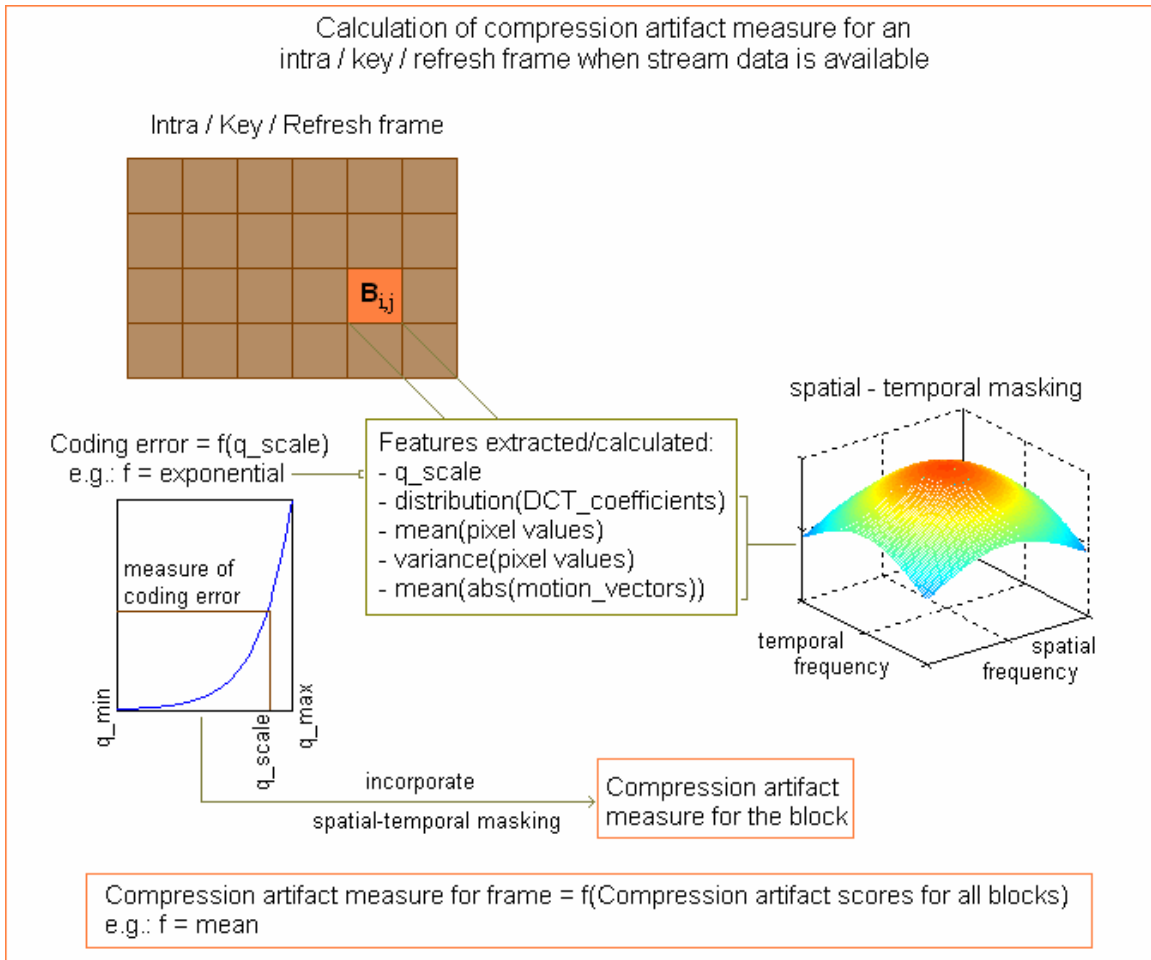 Calculation of compression artifact measure for an
intra / key / refresh frame when stream data is available
Intra / Key / Refresh frame
B i,j
spatial - temporal masking
Coding error = f(q_scale)
e.g.: f = exponential
Features extracted/calculated:
- q_scale
- distribution(DCT_coefficients)
- mean(pixel values)
- variance(pixel values)
- mean(abs(motion_vectors))
measure of
coding error
temporal
frequency
spatial
frequency
q_min
q_scale
q_max
incorporate
spatial-temporal masking
Compression artifact
measure for the block
Compression artifact measure for frame = f(Compression artifact scores for all blocks)
e.g.: f = mean